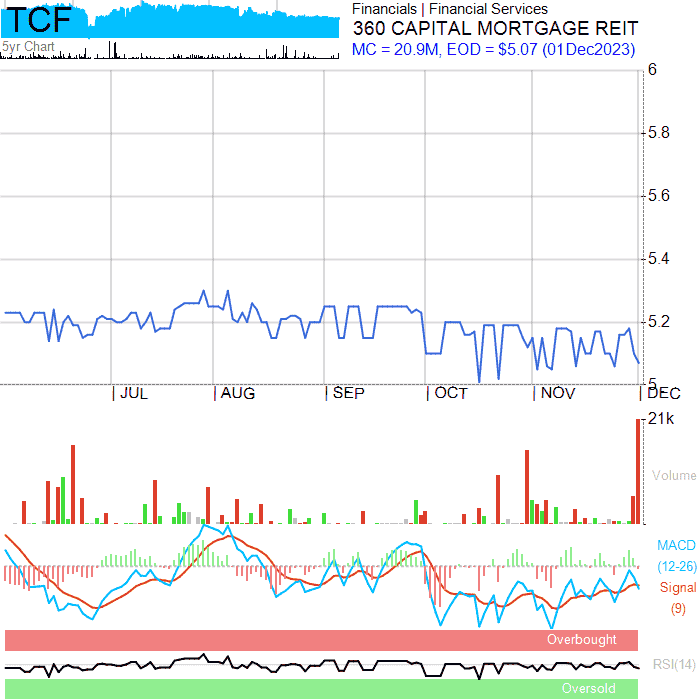 TCF
5yr Chart
Financials | Financial Services
360 CAPITAL MORTGAGE REIT
MC = 20.9M, EOD = $5.07 (01Dec2023)
6
5.8
5.6
5.4
5.2
5
JUL
AUG
SEP
OCT
NOV
DEC
21k
Volume
MACD
(12-26)
Signal
(9)
Overbought
RSI(14)
Oversold